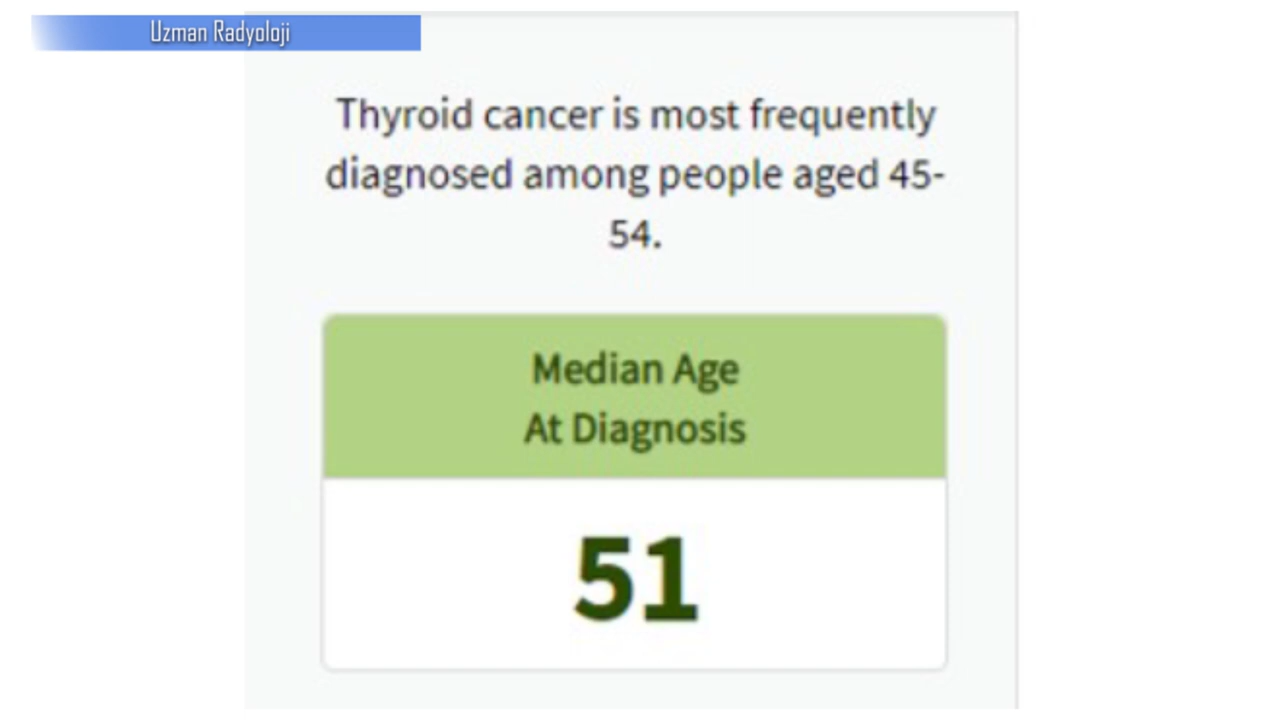 Uzman Radyoloji
Thyroid cancer is most frequently
diagnosed among people aged 45-
54.
Median Age
At Diagnosis
51